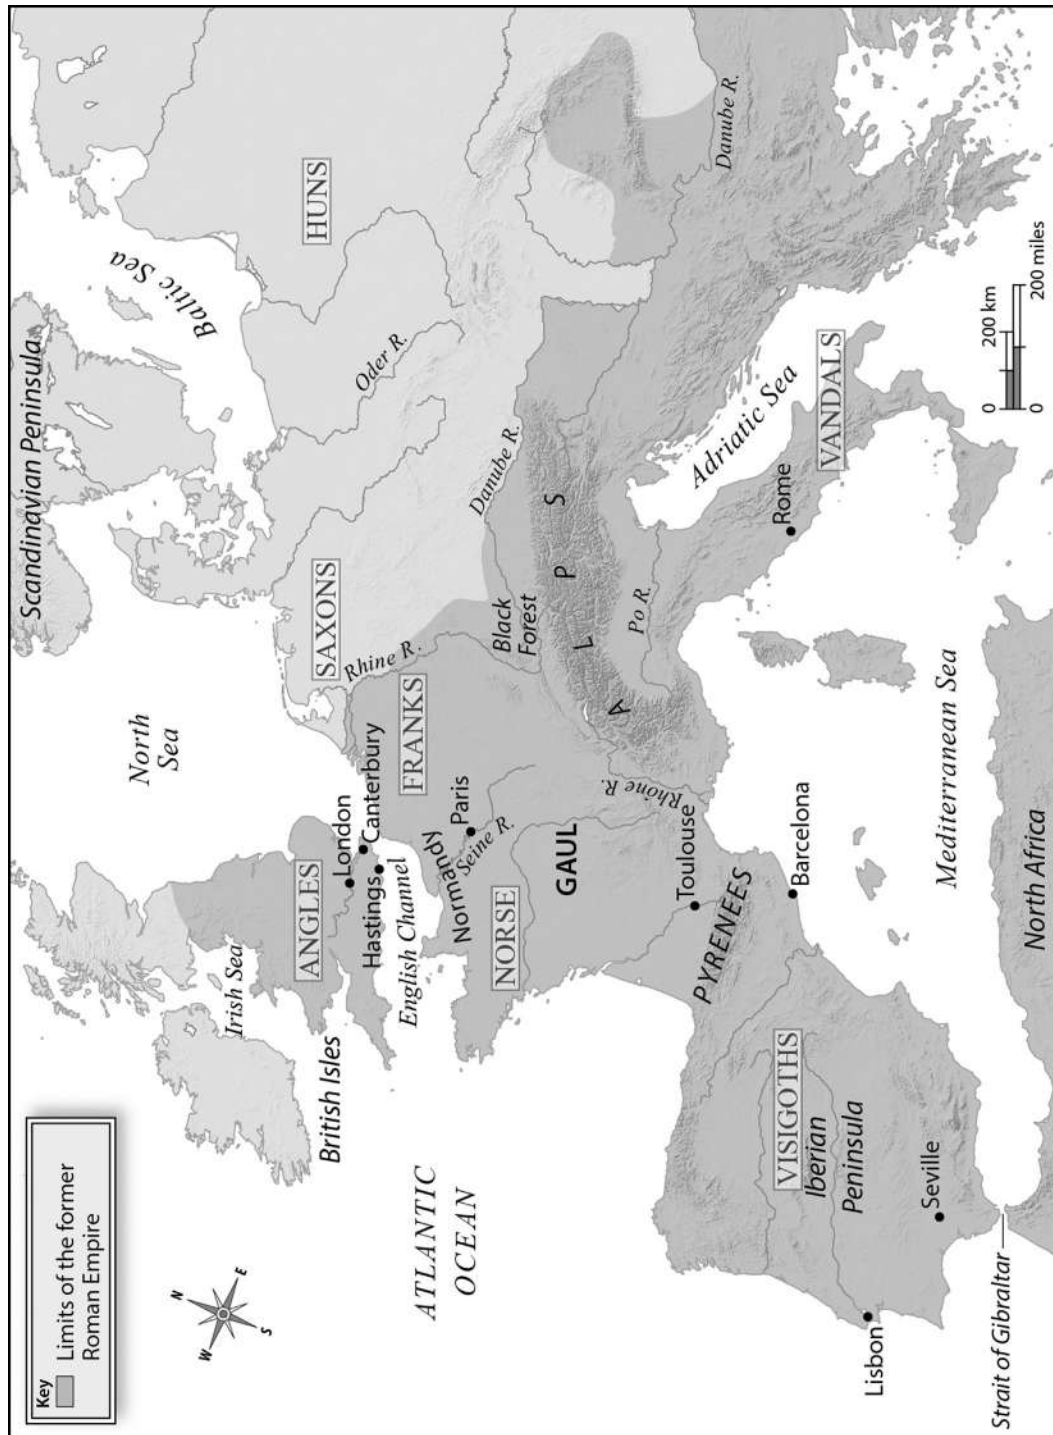 Key
Limits of the former
Roman Empire
N
E
S
W
Scandinavian Peninsula
Baltic Sea
HUNS
North
Sea
SAXONS
Oder R.
Irish Sea
ANGLES
London
Canterbury
Hastings
British Isles
English Channel
Rhine R.
FRANKS
Danube R.
Danube R.
Black
Forest
ATLANTIC
OCEAN
Normandy
Paris
Seine R.
NORSE
GAUL
ALPS
Po R.
Rhône R.
Toulouse
PYRENEES
Barcelona
Adriatic Sea
Rome
VANDALS
VISIGOTHS
Iberian
Peninsula
Lisbon
Seville
Strait of Gibraltar
Mediterranean Sea
North Africa
0
200 km
0
200 miles